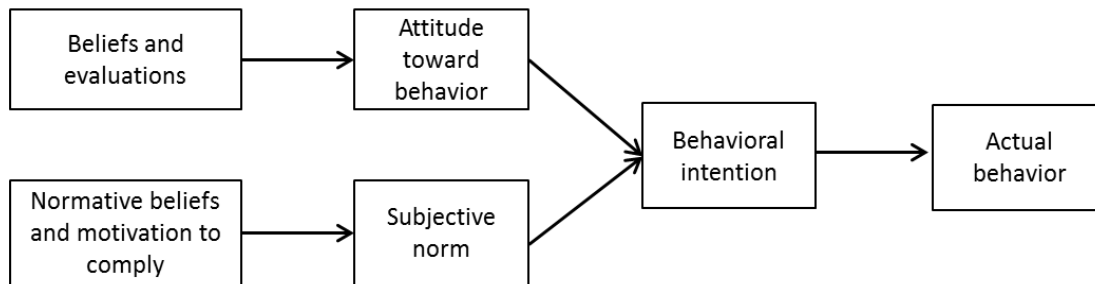 Beliefs and
evaluations
Attitude
toward
behavior
Normative beliefs
and motivation to
comply
Subjective
norm
Behavioral
intention
Actual
behavior